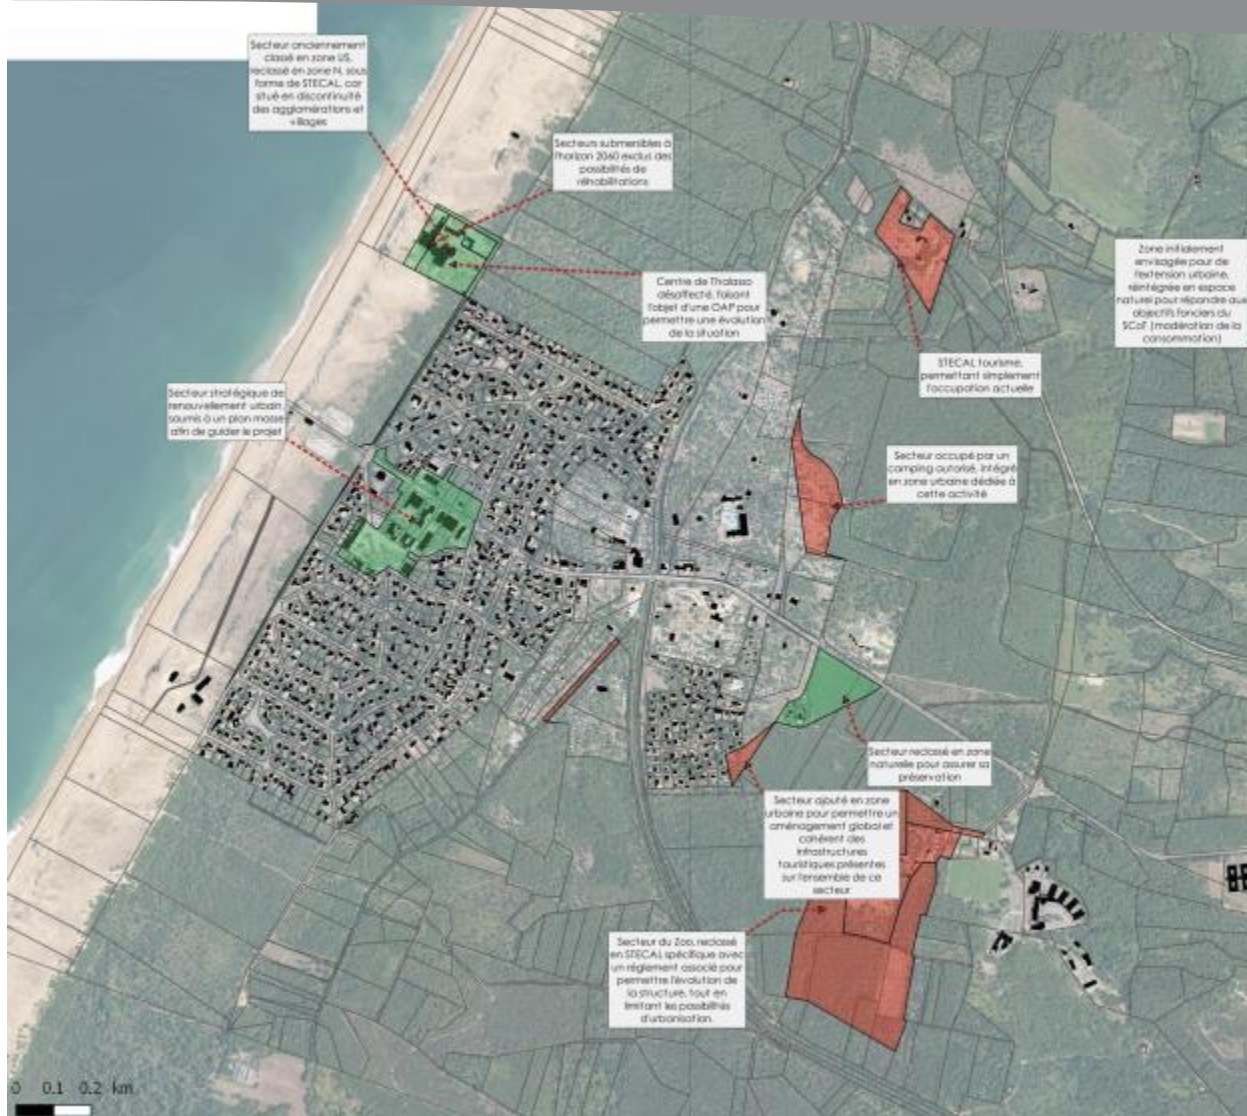 Secteur anciennement
classé en zone US,
reclassé en zone N, sous
forme de STECAL, car
situé en discontinuité
des agglomérations et
villages
Secteurs submersibles à
l'horizon 2060 exclus des
possibilités de
réhabilitations
Centre de Thalasso
désaffecté, faisant
l'objet d'une OAP pour
permettre une évolution
de la situation
Zone initialement
envisagée pour de
l'extension urbaine,
réintégrée en espace
naturel pour répondre aux
objectifs fonciers du
SCoT (modération de la
consommation)
STECAL tourisme,
permettant simplement
l'occupation actuelle
Secteur stratégique de
renouvellement urbain
soumis à un plan masse
afin de guider le projet
Secteur occupé par un
camping autorisé, intégré
en zone urbaine dédiée à
cette activité
Secteur reclassé en zone
naturelle pour assurer sa
préservation
Secteur ajouté en zone
urbaine pour permettre un
aménagement global et
cohérent des
infrastructures
touristiques présentes
sur l'ensemble de ce
secteur
Secteur du Zoo, reclassé
en STECAL spécifique avec
un règlement associé pour
permettre l'évolution de
la structure, tout en
limitant les possibilités
d'urbanisation.
0 0.1 0.2 km